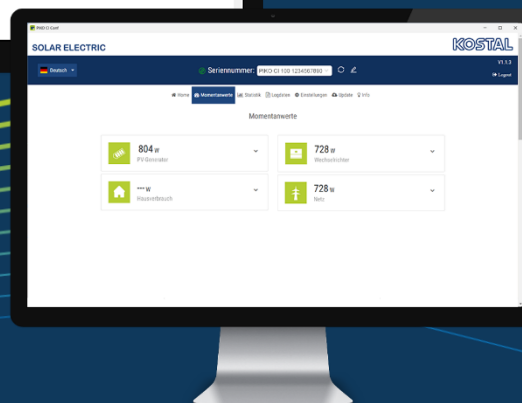 PIKO CI Conf
SOLAR ELECTRIC
KOSTAL
V1.3.3
Deutsch
Seriennummer: PIKO CI 100 1234567890
Logout
Home Momentanwerte Statistik Logdaten Einstellungen Update Info
Momentanwerte
804 W
PV Generator
728 W
Wechselrichter
*** W
Hausverbrauch
728 W
Netz